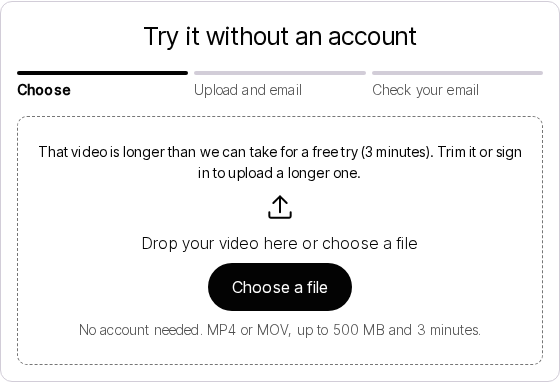 Try it without an account
Choose
Upload and email
Check your email
That video is longer than we can take for a free try (3 minutes). Trim it or sign
in to upload a longer one.
Drop your video here or choose a file
Choose a file
No account needed. MP4 or MOV, up to 500 MB and 3 minutes.